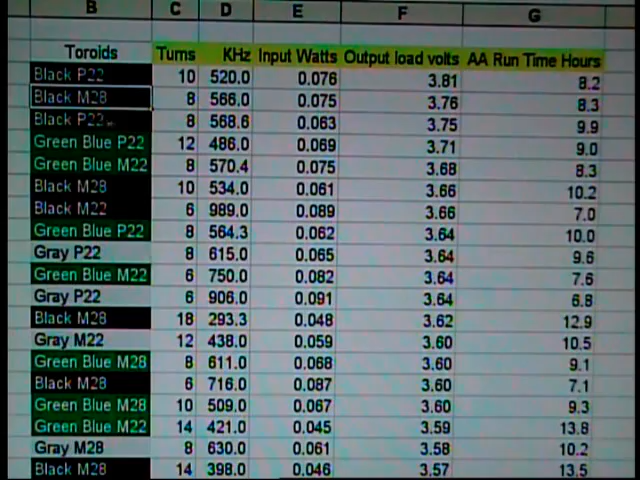 B C D E F G
Toroids Turns KHz Input Watts Output load volts AA Run Time Hours
Black P22 10 520.0 0.076 3.81 8.2
Black M28 8 566.0 0.075 3.76 8.3
Black P22 8 568.6 0.063 3.75 9.9
Green Blue P22 12 486.0 0.069 3.71 9.0
Green Blue M22 8 570.4 0.075 3.68 8.3
Black M28 10 534.0 0.061 3.66 10.2
Black M22 6 989.0 0.089 3.66 7.0
Green Blue P22 8 564.3 0.062 3.64 10.0
Gray P22 8 615.0 0.065 3.64 9.6
Green Blue M22 6 750.0 0.082 3.64 7.6
Gray P22 6 906.0 0.091 3.64 6.8
Black M28 18 293.3 0.048 3.62 12.9
Gray M22 12 438.0 0.059 3.60 10.5
Green Blue M28 8 611.0 0.068 3.60 9.1
Black M28 6 716.0 0.087 3.60 7.1
Green Blue M28 10 509.0 0.067 3.60 9.3
Green Blue M22 14 421.0 0.045 3.59 13.8
Gray M28 8 630.0 0.061 3.58 10.2
Black M28 14 398.0 0.046 3.57 13.5